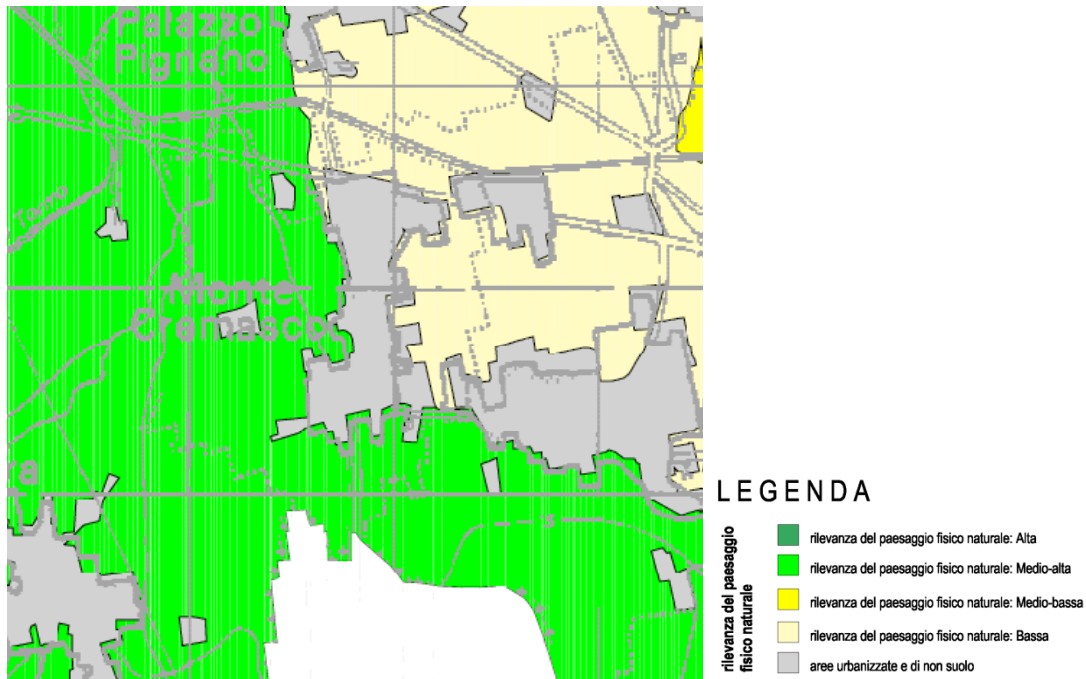 Palazzo
Pignano
Tormo
Monte
Cremasco
ra
LEGENDA
rilevanza del paesaggio
fisico naturale
rilevanza del paesaggio fisico naturale: Alta
rilevanza del paesaggio fisico naturale: Medio-alta
rilevanza del paesaggio fisico naturale: Medio-bassa
rilevanza del paesaggio fisico naturale: Bassa
aree urbanizzate e di non suolo